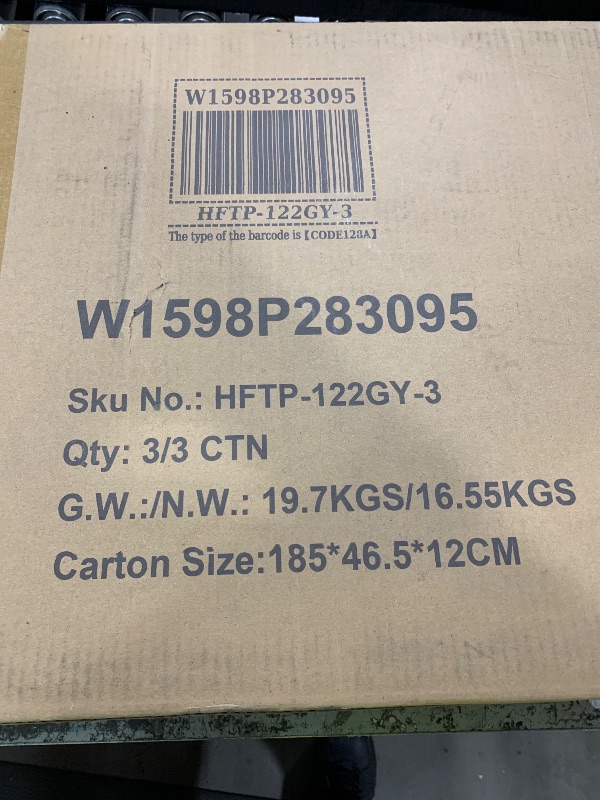 W1598P283095
HFTP-122GY-3
The type of the barcode is【CODE128A】
W1598P283095
Sku No.: HFTP-122GY-3
Qty: 3/3 CTN
G.W.:/N.W.: 19.7KGS/16.55KGS
Carton Size:185*46.5*12CM